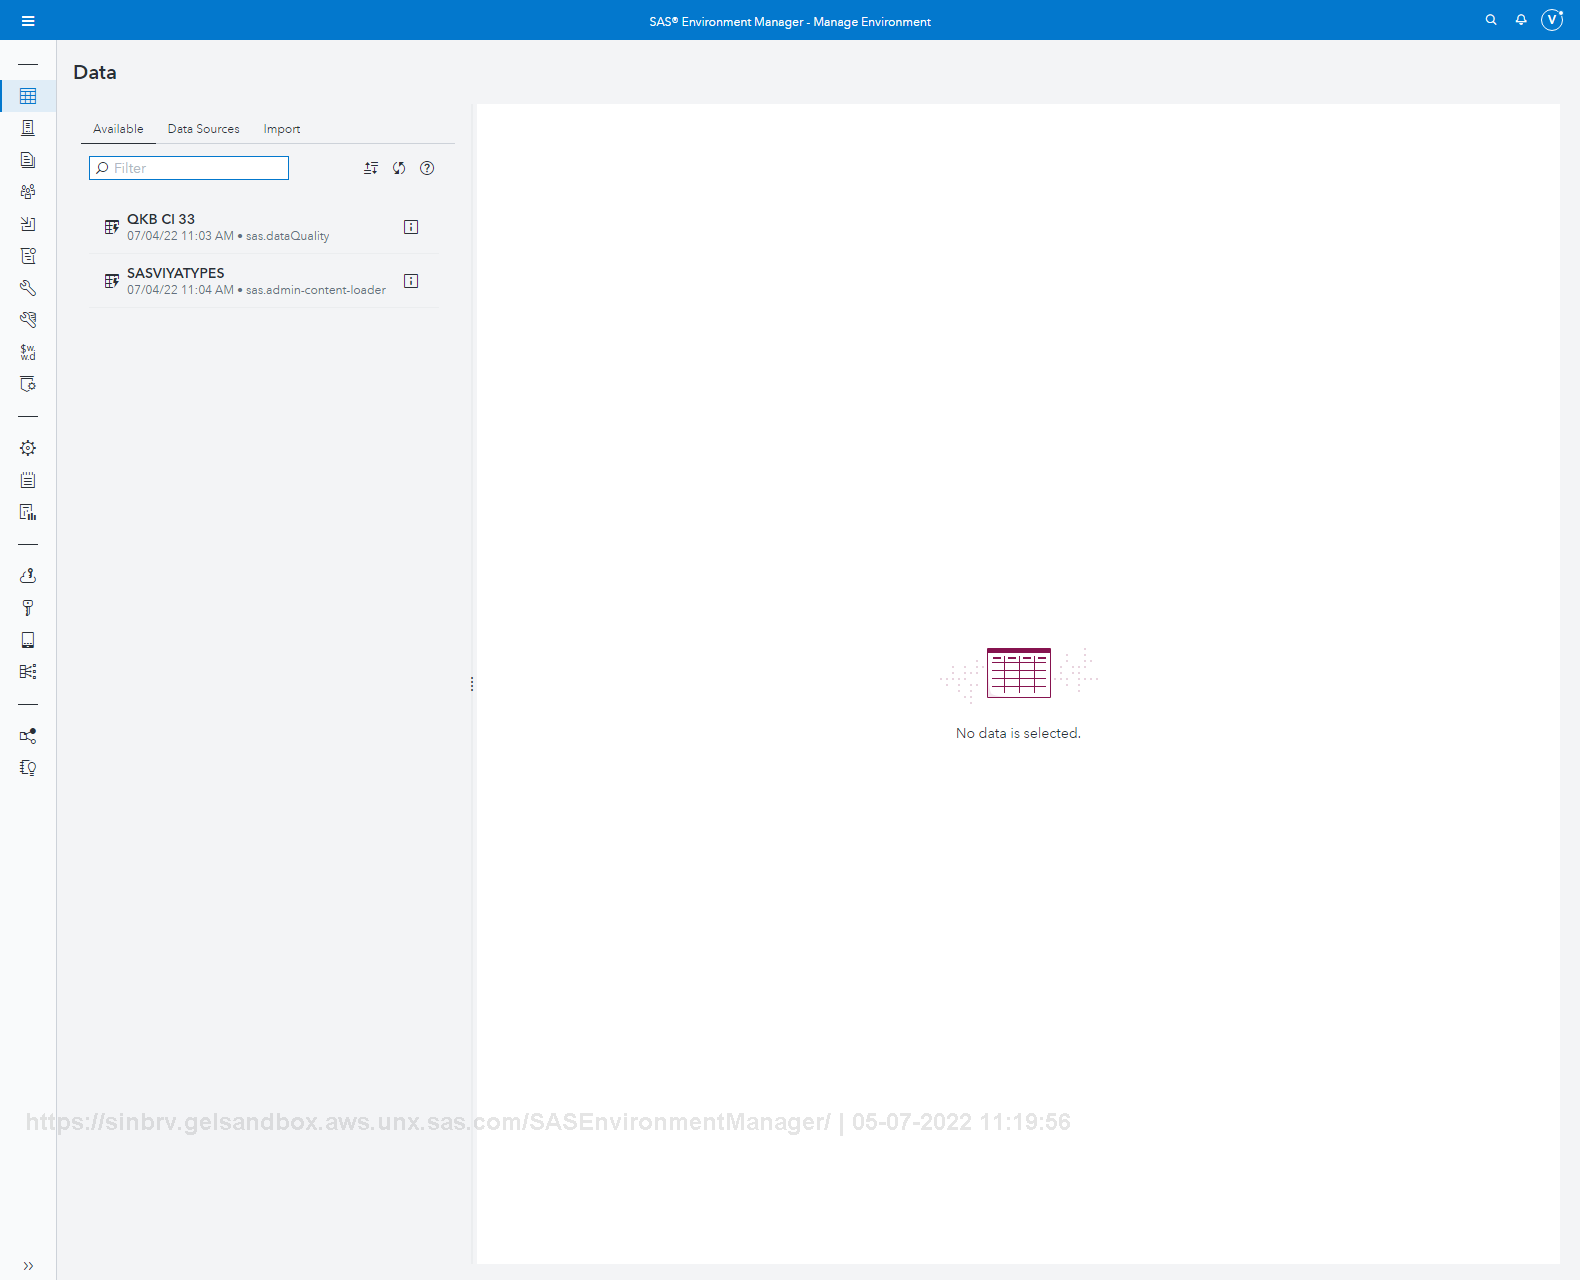 SAS® Environment Manager - Manage Environment
V
Data
Available
Data Sources
Import
Filter
QKB CI 33
07/04/22 11:03 AM • sas.dataQuality
SASVIYATYPES
07/04/22 11:04 AM • sas.admin-content-loader
$w.
w.d
No data is selected.
https://sinbrv.gelsandbox.aws.unx.sas.com/SASEnvironmentManager/ | 05-07-2022 11:19:56